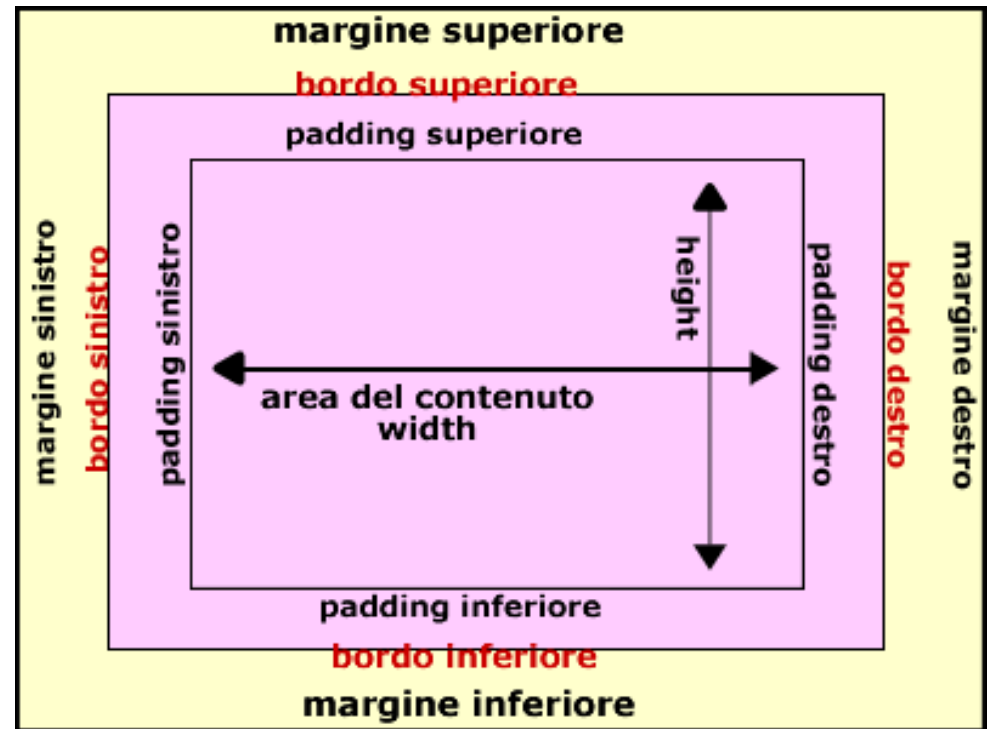 margine superiore
bordo superiore
padding superiore
margine sinistro
bordo sinistro
padding sinistro
height
area del contenuto
width
padding destro
bordo destro
margine destro
padding inferiore
bordo inferiore
margine inferiore